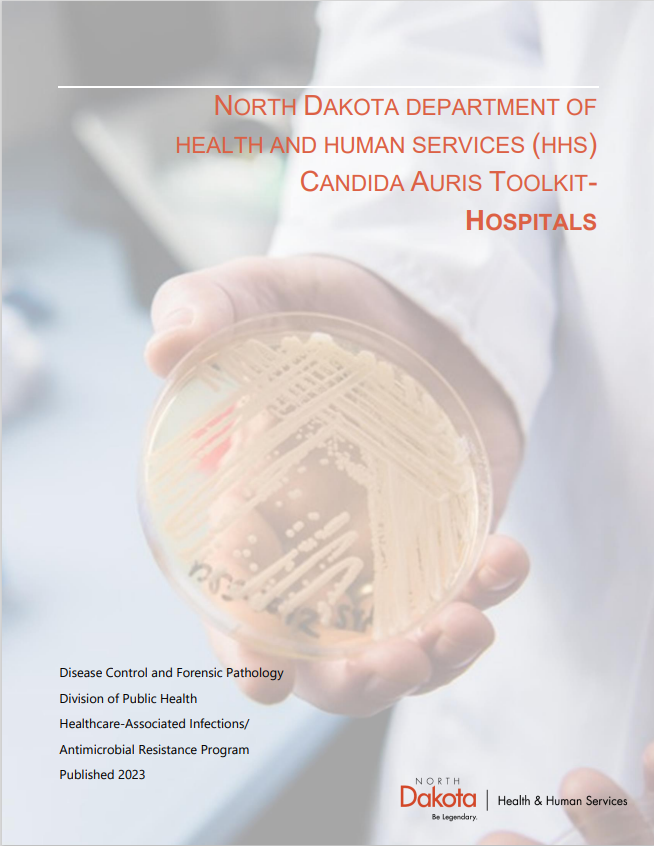 NORTH DAKOTA DEPARTMENT OF
HEALTH AND HUMAN SERVICES (HHS)
CANDIDA AURIS TOOLKIT-
HOSPITALS
Disease Control and Forensic Pathology
Division of Public Health
Healthcare-Associated Infections/
Antimicrobial Resistance Program
Published 2023
NORTH
Dakota
Be Legendary.
Health & Human Services